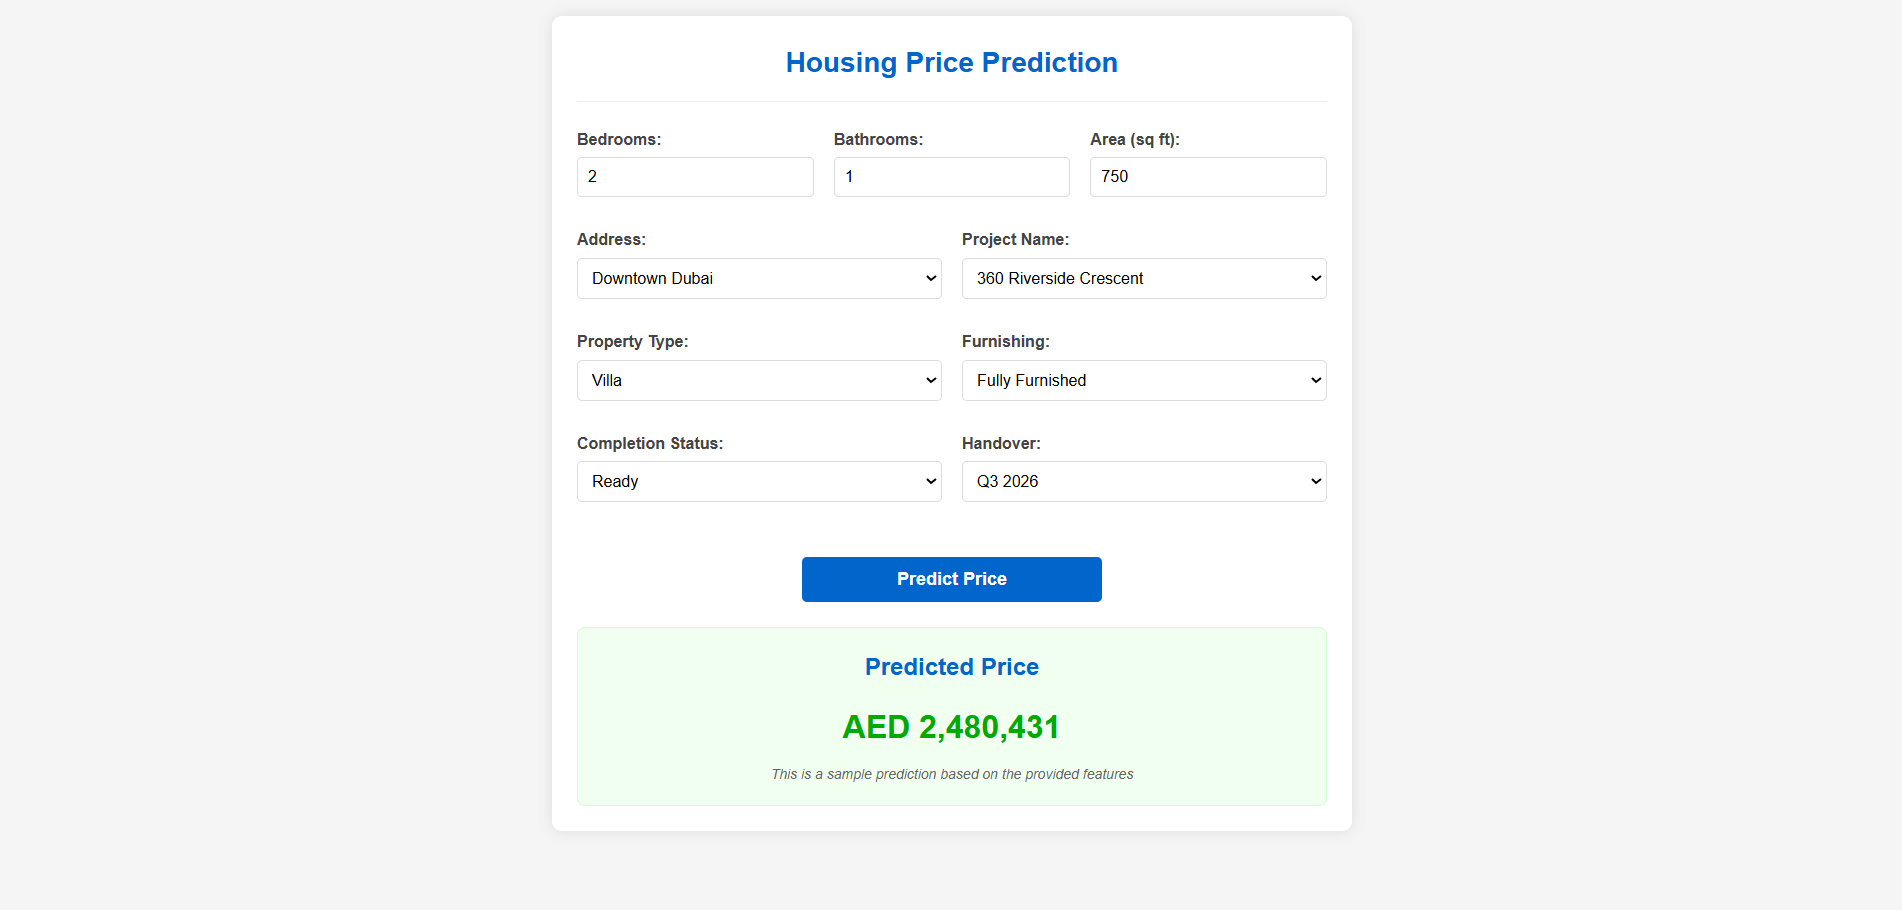 Housing Price Prediction
Bedrooms: Bathrooms: Area (sq ft):
2 1 750
Address: Project Name:
Downtown Dubai 360 Riverside Crescent
Property Type: Furnishing:
Villa Fully Furnished
Completion Status: Handover:
Ready Q3 2026
Predict Price
Predicted Price
AED 2,480,431
This is a sample prediction based on the provided features